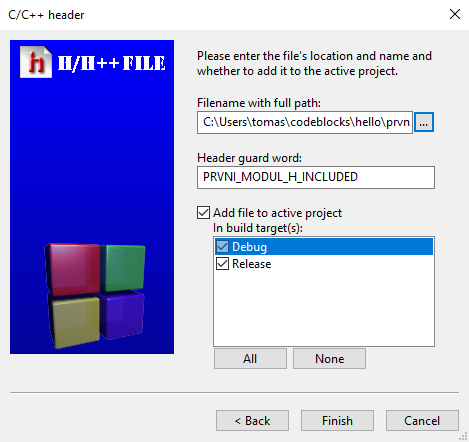 C/C++ header
H/H++ FILE
Please enter the file's location and name and
whether to add it to the active project.
Filename with full path:
C:\Users\tomas\codeblocks\hello\prvn
...
Header guard word:
PRVNI_MODUL_H_INCLUDED
Add file to active project
In build target(s):
Debug
Release
All None
< Back Finish Cancel